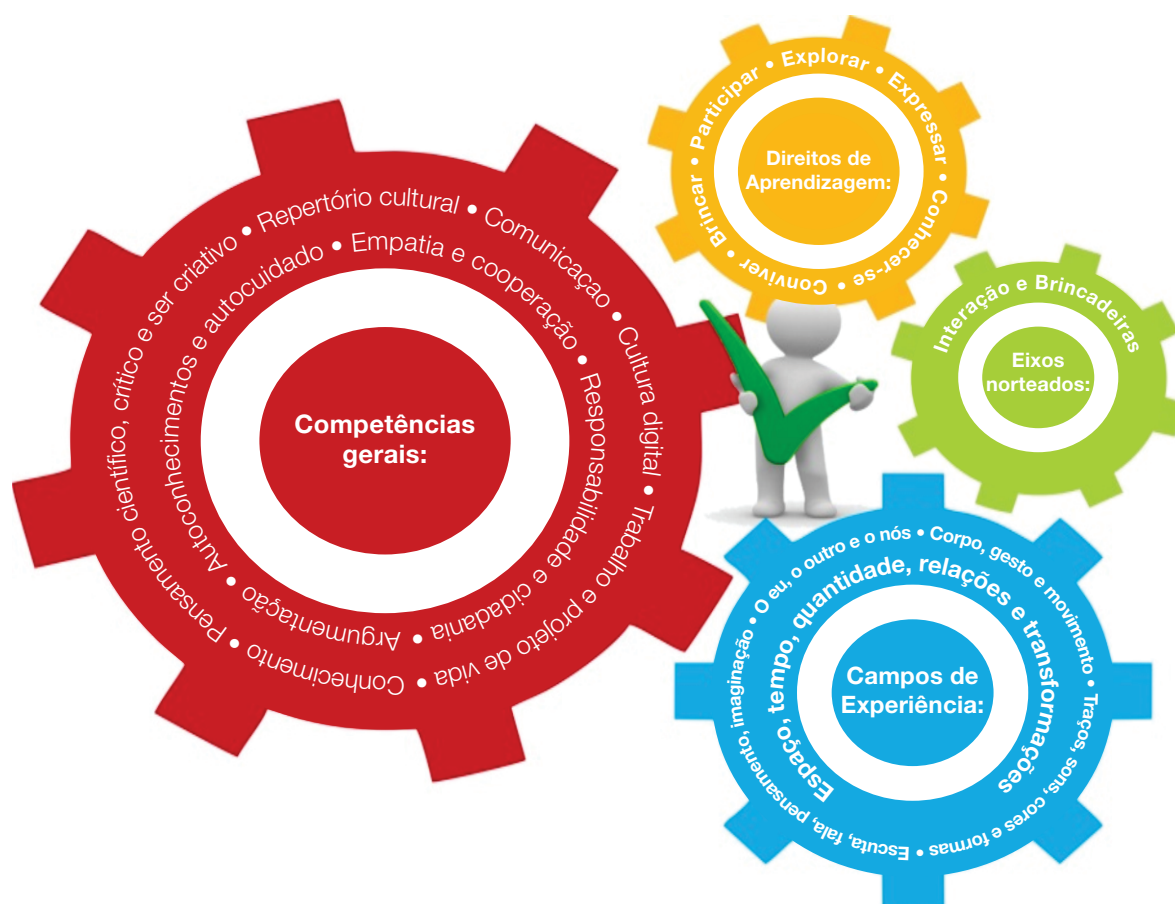 Competências
gerais:
Conhecimento • Pensamento científico, crítico e ser criativo • Repertório cultural • Comunicaçao • Cultura digital • Trabalho e projeto de vida •
Argumentação • Autoconhecimentos e autocuidado • Empatia e cooperação • Responsabilidade e cidadania •
Direitos de
Aprendizagem:
Conviver • Brincar • Participar • Explorar • Expressar • Conhecer-se •
Eixos
norteados:
Interação e Brincadeiras
Campos de
Experiência:
Escuta, fala, pensamento, imaginação • O eu, o outro e o nós • Corpo, gesto e movimento • Traços, sons, cores e formas •
Espaço, tempo, quantidade, relações e transformações